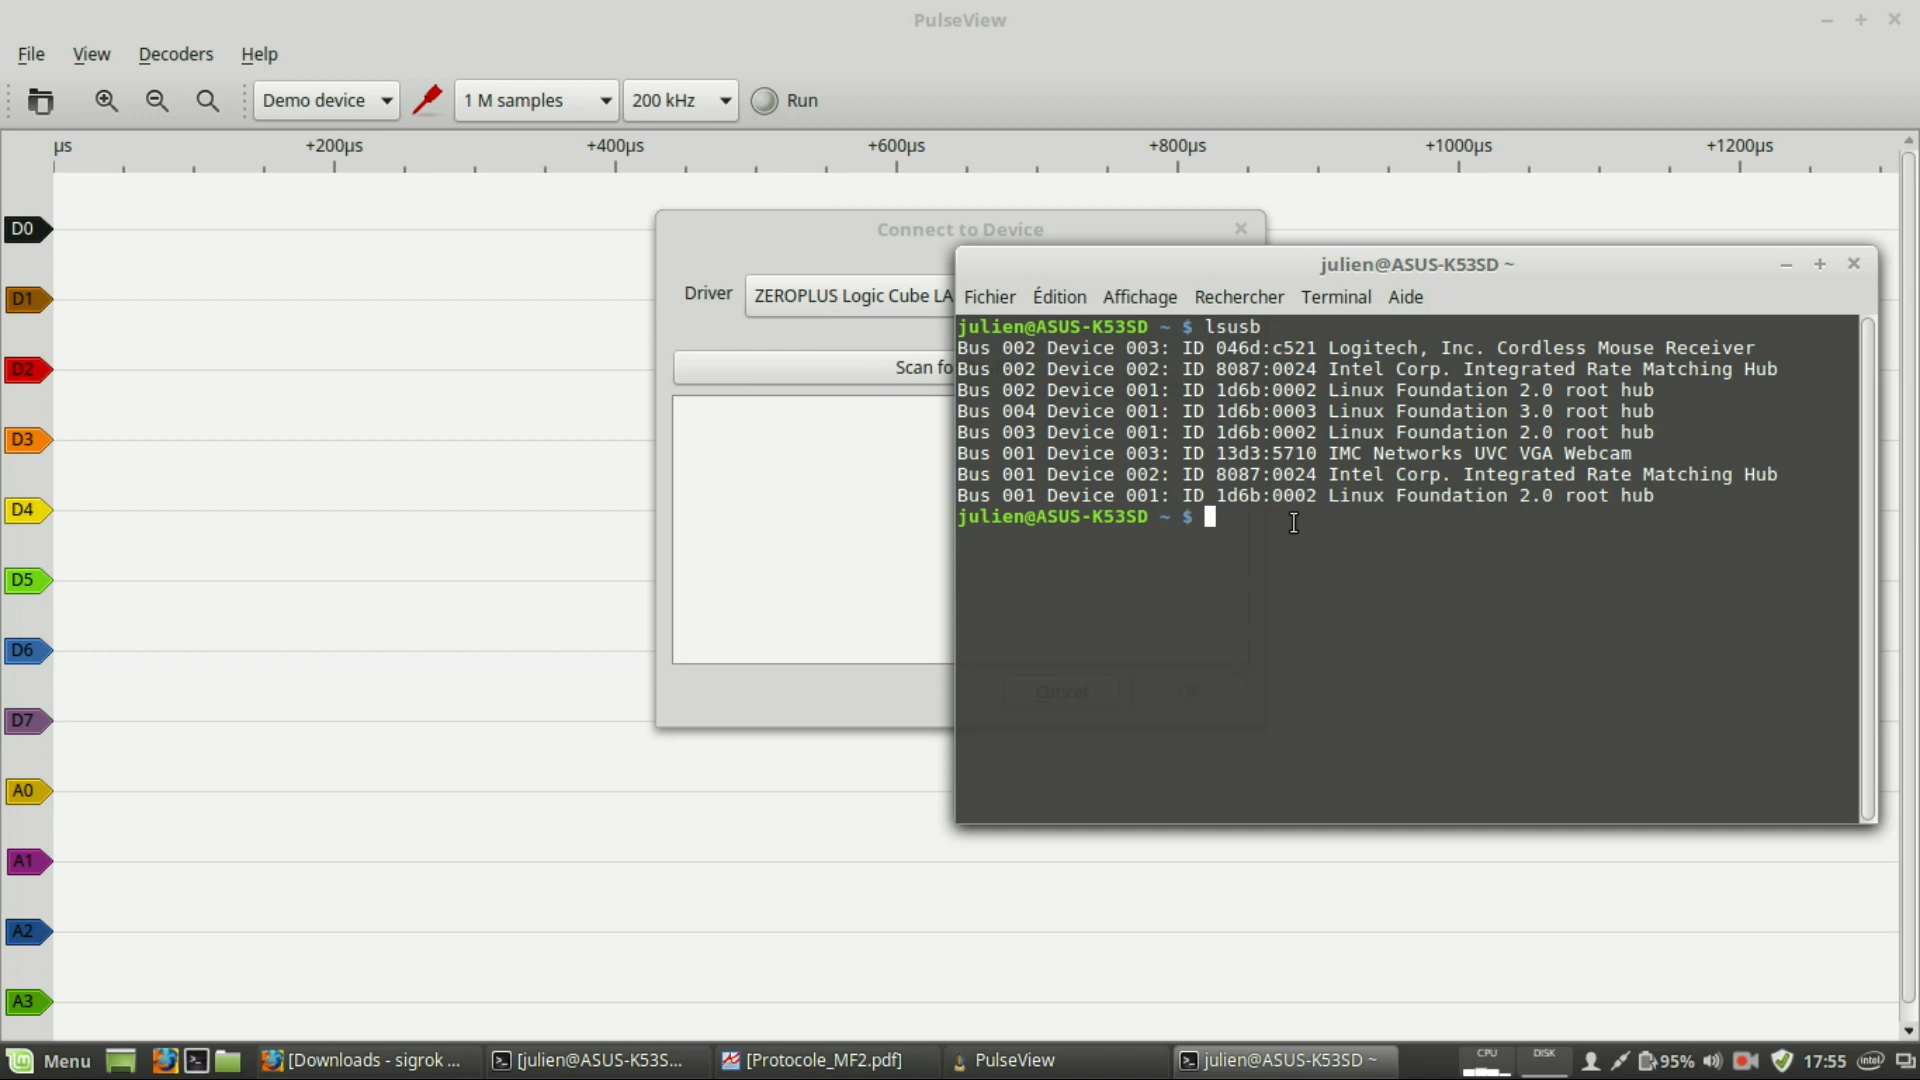 PulseView
File View Decoders Help
Demo device 1 M samples 200 kHz Run
µs +200µs +400µs +600µs +800µs +1000µs +1200µs
D0
D1
D2
D3
D4
D5
D6
D7
A0
A1
A2
A3
Connect to Device
Driver ZEROPLUS Logic Cube LA
Scan fo
Cancel
julien@ASUS-K53SD ~
Fichier Édition Affichage Rechercher Terminal Aide
julien@ASUS-K53SD ~ $ lsusb
Bus 002 Device 003: ID 046d:c521 Logitech, Inc. Cordless Mouse Receiver
Bus 002 Device 002: ID 8087:0024 Intel Corp. Integrated Rate Matching Hub
Bus 002 Device 001: ID 1d6b:0002 Linux Foundation 2.0 root hub
Bus 004 Device 001: ID 1d6b:0003 Linux Foundation 3.0 root hub
Bus 003 Device 001: ID 1d6b:0002 Linux Foundation 2.0 root hub
Bus 001 Device 003: ID 13d3:5710 IMC Networks UVC VGA Webcam
Bus 001 Device 002: ID 8087:0024 Intel Corp. Integrated Rate Matching Hub
Bus 001 Device 001: ID 1d6b:0002 Linux Foundation 2.0 root hub
julien@ASUS-K53SD ~ $
Menu [Downloads - sigrok ... [julien@ASUS-K53S... [Protocole_MF2.pdf] PulseView julien@ASUS-K53SD ~ CPU DISK 95% 17:55 intel